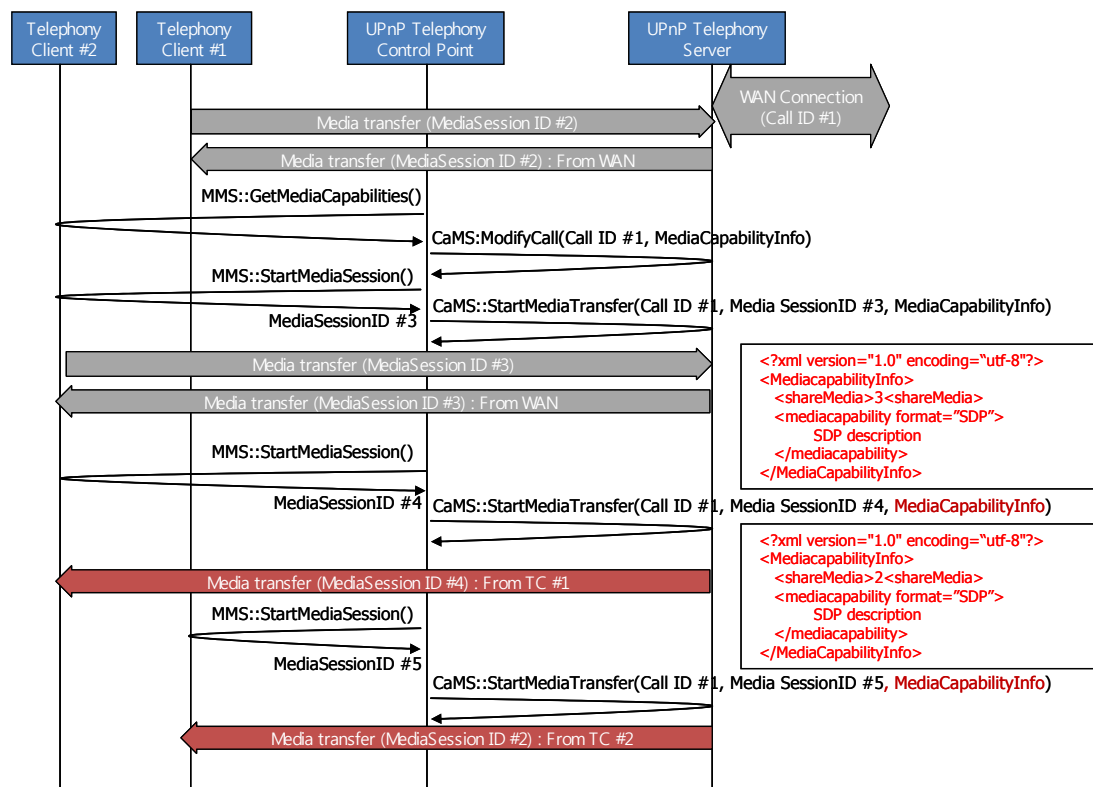 Telephony
Client #2
Telephony
Client #1
UPnP Telephony
Control Point
UPnP Telephony
Server
WAN Connection
(Call ID #1)
Media transfer (MediaSession ID #2)
Media transfer (MediaSession ID #2) : From WAN
MMS::GetMediaCapabilities()
CaMS:ModifyCall(Call ID #1, MediaCapabilityInfo)
MMS::StartMediaSession()
CaMS::StartMediaTransfer(Call ID #1, Media SessionID #3, MediaCapabilityInfo)
MediaSessionID #3
Media transfer (MediaSession ID #3)
Media transfer (MediaSession ID #3) : From WAN
<?xml version="1.0" encoding=“utf-8"?>
<MediacapabilityInfo>
<shareMedia>3<shareMedia>
<mediacapability format=”SDP”>
SDP description
</mediacapability>
</MediaCapabilityInfo>
MMS::StartMediaSession()
MediaSessionID #4
CaMS::StartMediaTransfer(Call ID #1, Media SessionID #4, MediaCapabilityInfo)
<?xml version="1.0" encoding=“utf-8"?>
<MediacapabilityInfo>
<shareMedia>2<shareMedia>
<mediacapability format=”SDP”>
SDP description
</mediacapability>
</MediaCapabilityInfo>
Media transfer (MediaSession ID #4) : From TC #1
MMS::StartMediaSession()
MediaSessionID #5
CaMS::StartMediaTransfer(Call ID #1, Media SessionID #5, MediaCapabilityInfo)
Media transfer (MediaSession ID #2) : From TC #2